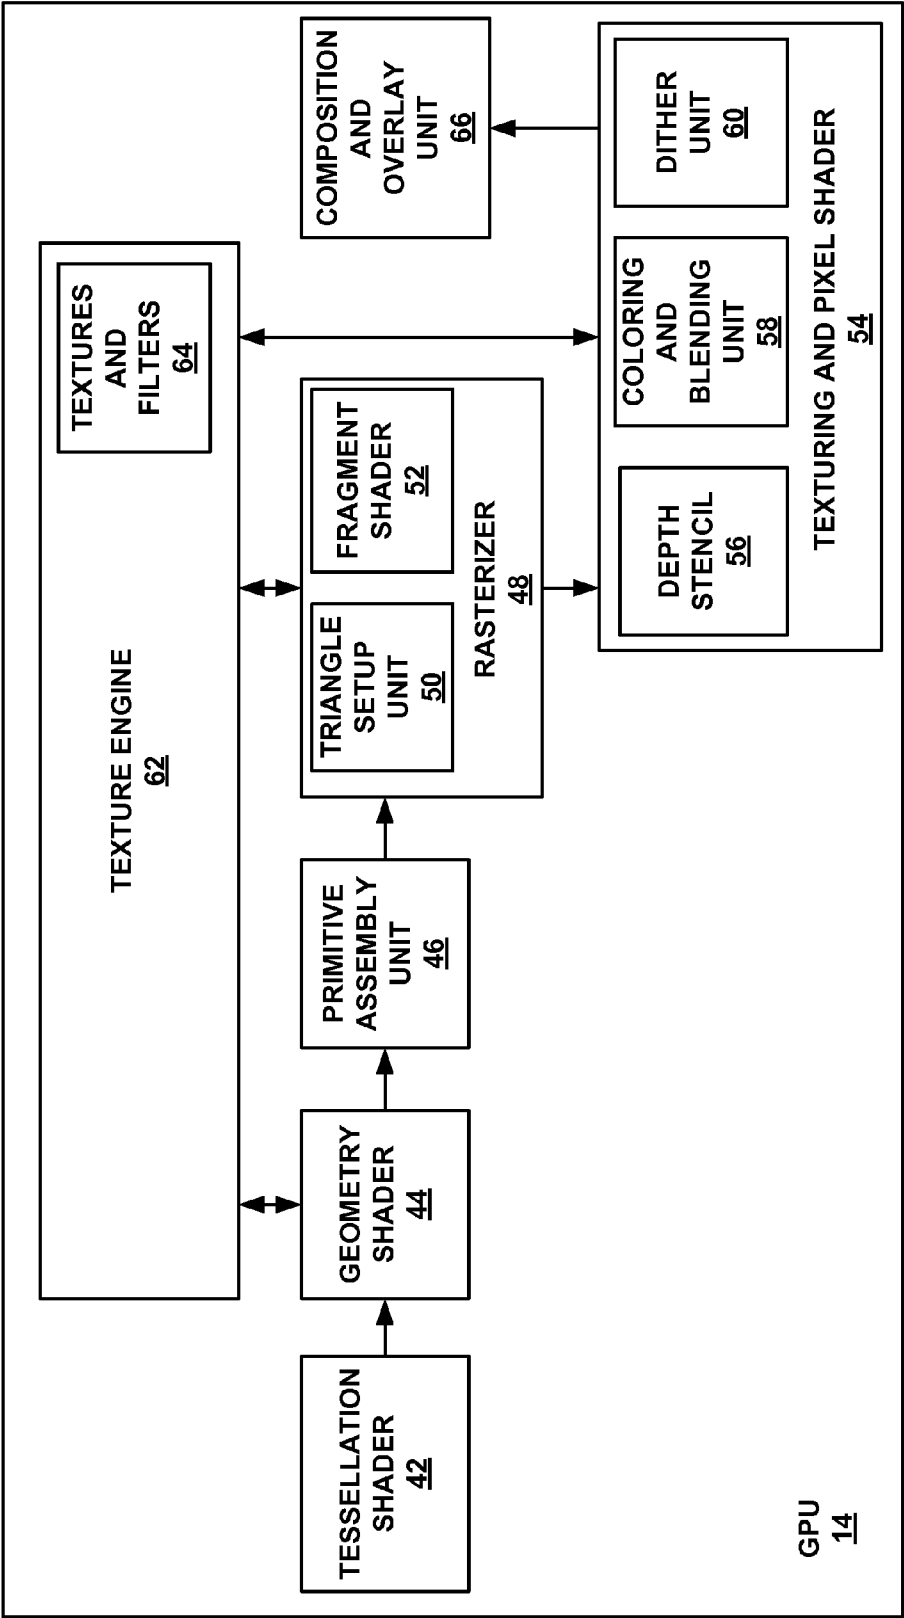 TEXTURE ENGINE
62
TEXTURES
AND
FILTERS
64
TESSELLATION
SHADER
42
GEOMETRY
SHADER
44
PRIMITIVE
ASSEMBLY
UNIT
46
TRIANGLE
SETUP
UNIT
50
FRAGMENT
SHADER
52
RASTERIZER
48
COMPOSITION
AND
OVERLAY
UNIT
66
DEPTH
STENCIL
56
COLORING
AND
BLENDING
UNIT
58
DITHER
UNIT
60
TEXTURING AND PIXEL SHADER
54
GPU
14